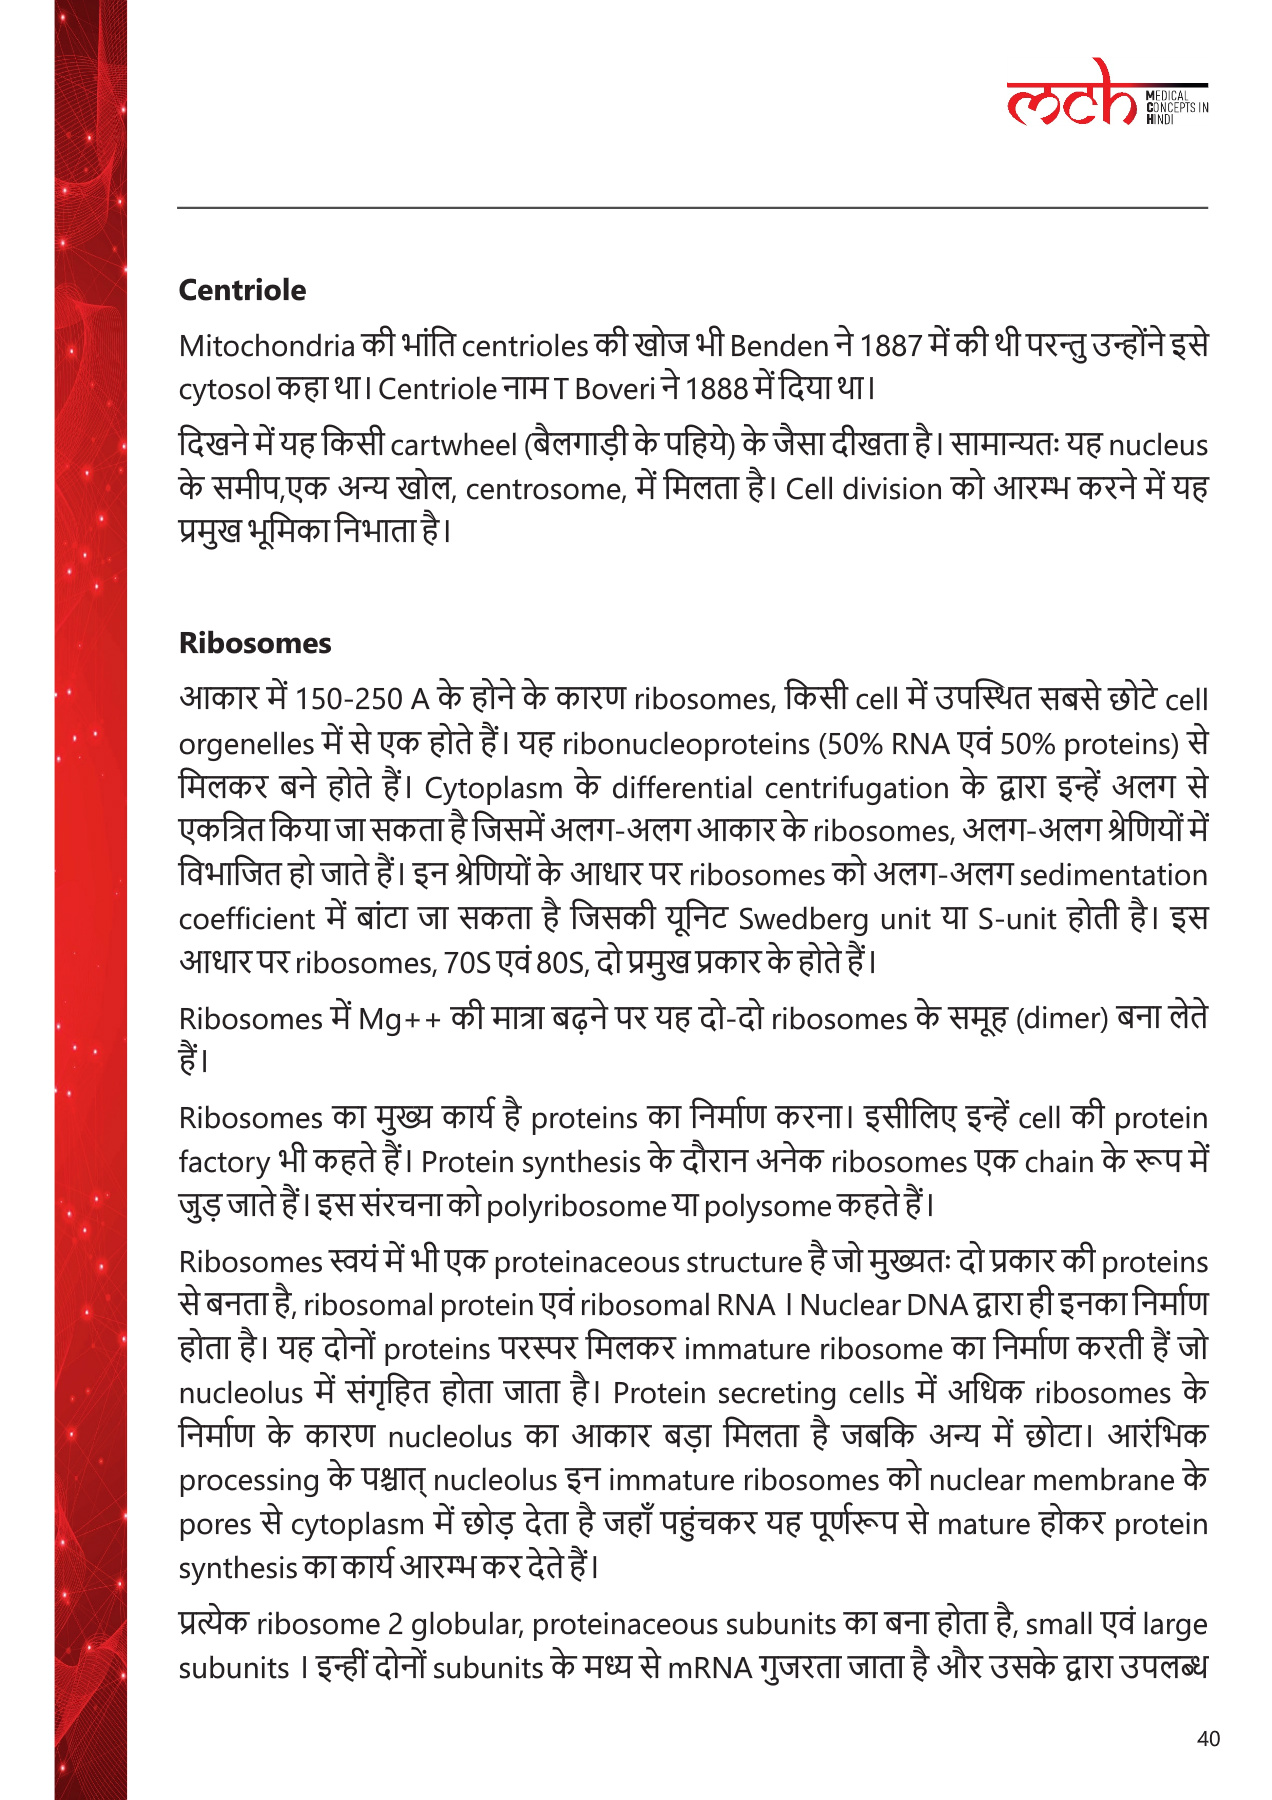 mch
MEDICAL
CONCEPTS IN
HINDI
Centriole
Mitochondria की भांति centrioles की खोज भी Benden ने 1887 में की थी परन्तु उन्होंने इसे
cytosol कहा था। Centriole नाम T Boveri ने 1888 में दिया था।
दिखने में यह किसी cartwheel (बैलगाड़ी के पहिये) के जैसा दीखता है। सामान्यतः यह nucleus
के समीप,एक अन्य खोल, centrosome, में मिलता है। Cell division को आरम्भ करने में यह
प्रमुख भूमिका निभाता है।
Ribosomes
आकार में 150-250 A के होने के कारण ribosomes, किसी cell में उपस्थित सबसे छोटे cell
orgenelles में से एक होते हैं। यह ribonucleoproteins (50% RNA एवं 50% proteins) से
मिलकर बने होते हैं। Cytoplasm के differential centrifugation के द्वारा इन्हें अलग से
एकत्रित किया जा सकता है जिसमें अलग-अलग आकार के ribosomes, अलग-अलग श्रेणियों में
विभाजित हो जाते हैं। इन श्रेणियों के आधार पर ribosomes को अलग-अलग sedimentation
coefficient में बांटा जा सकता है जिसकी यूनिट Swedberg unit या S-unit होती है। इस
आधार पर ribosomes, 70S एवं 80S, दो प्रमुख प्रकार के होते हैं।
Ribosomes में Mg++ की मात्रा बढ़ने पर यह दो-दो ribosomes के समूह (dimer) बना लेते
हैं।
Ribosomes का मुख्य कार्य है proteins का निर्माण करना। इसीलिए इन्हें cell की protein
factory भी कहते हैं। Protein synthesis के दौरान अनेक ribosomes एक chain के रूप में
जुड़ जाते हैं। इस संरचना को polyribosome या polysome कहते हैं।
Ribosomes स्वयं में भी एक proteinaceous structure है जो मुख्यतः दो प्रकार की proteins
से बनता है, ribosomal protein एवं ribosomal RNA । Nuclear DNA द्वारा ही इनका निर्माण
होता है। यह दोनों proteins परस्पर मिलकर immature ribosome का निर्माण करती हैं जो
nucleolus में संगृहित होता जाता है। Protein secreting cells में अधिक ribosomes के
निर्माण के कारण nucleolus का आकार बड़ा मिलता है जबकि अन्य में छोटा। आरंभिक
processing के पश्चात् nucleolus इन immature ribosomes को nuclear membrane के
pores से cytoplasm में छोड़ देता है जहाँ पहुंचकर यह पूर्णरूप से mature होकर protein
synthesis का कार्य आरम्भ कर देते हैं।
प्रत्येक ribosome 2 globular, proteinaceous subunits का बना होता है, small एवं large
subunits । इन्हीं दोनों subunits के मध्य से mRNA गुजरता जाता है और उसके द्वारा उपलब्ध
40